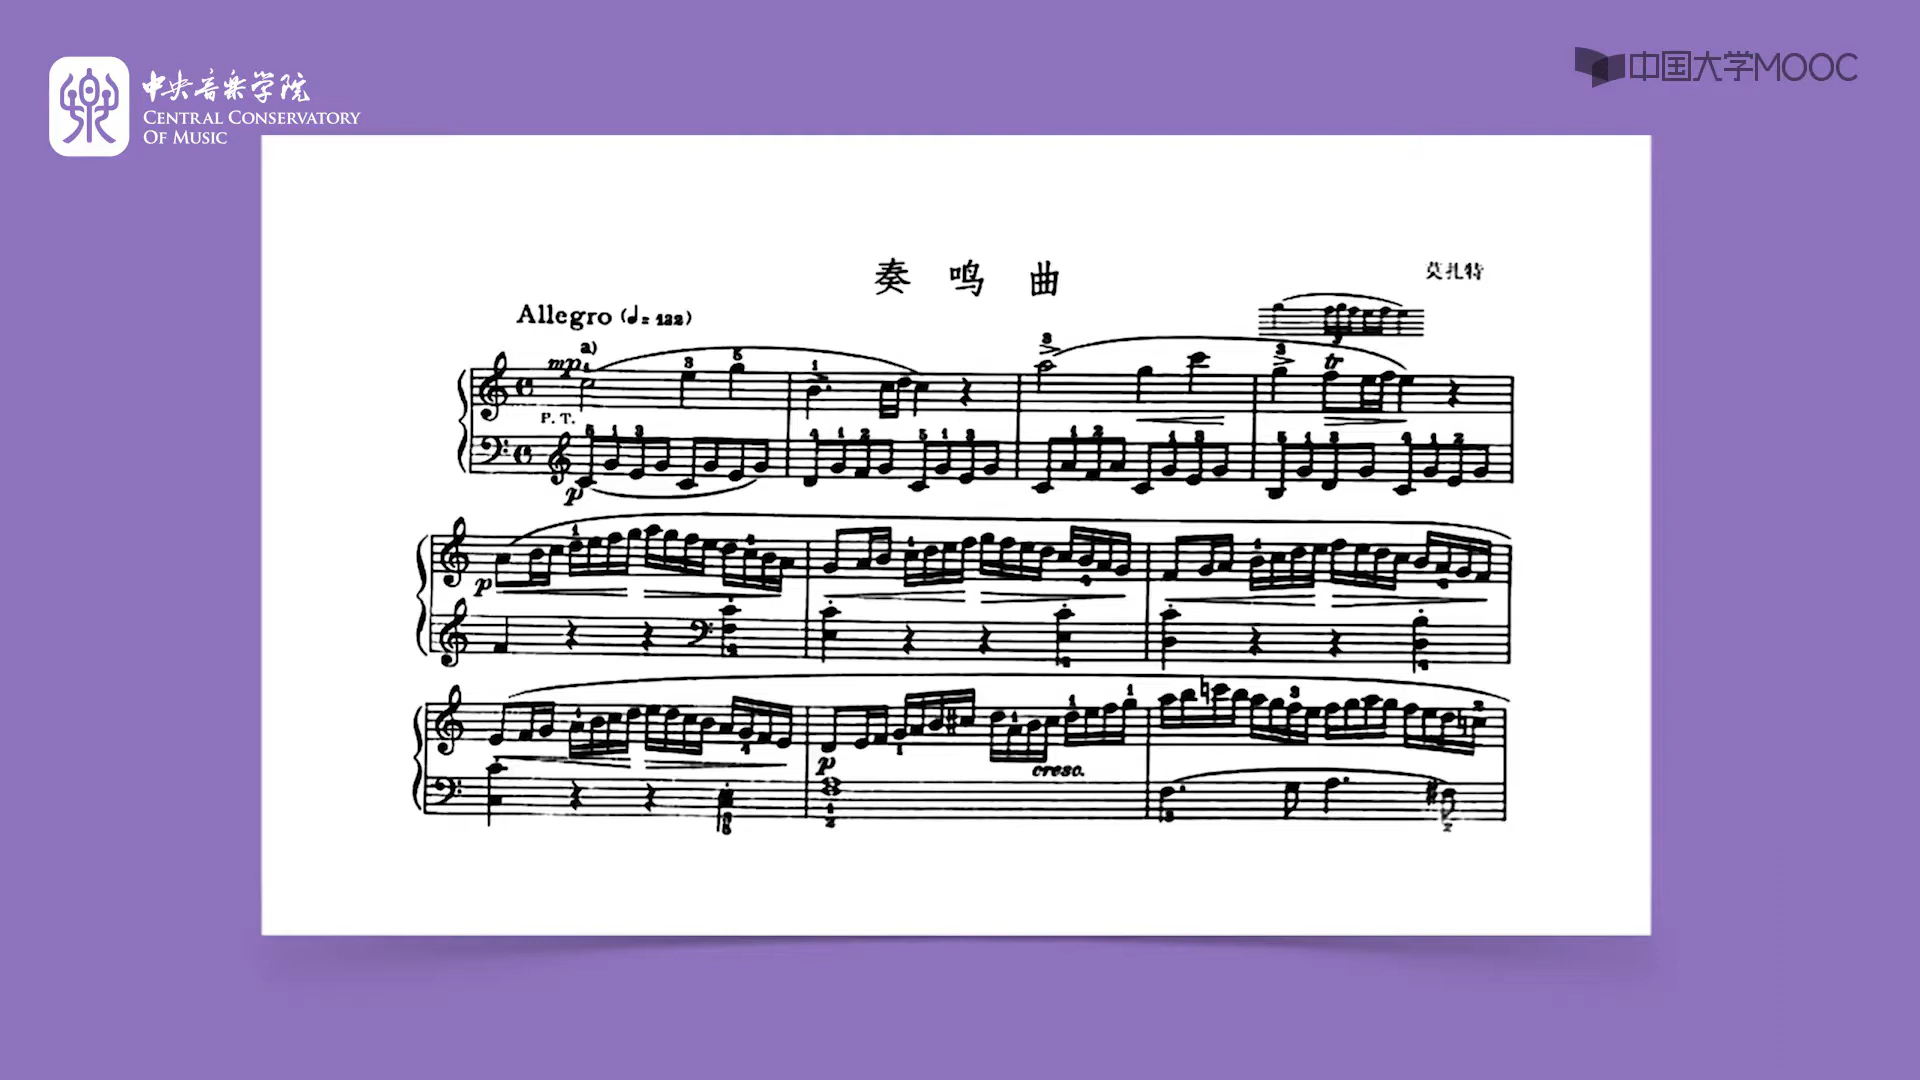 中央音乐学院
CENTRAL CONSERVATORY
OF MUSIC
中国大学MOOC
奏鸣曲
莫扎特
Allegro (♩= 132)
a)
mp
P. T.
p
tr
p
p
cresc.